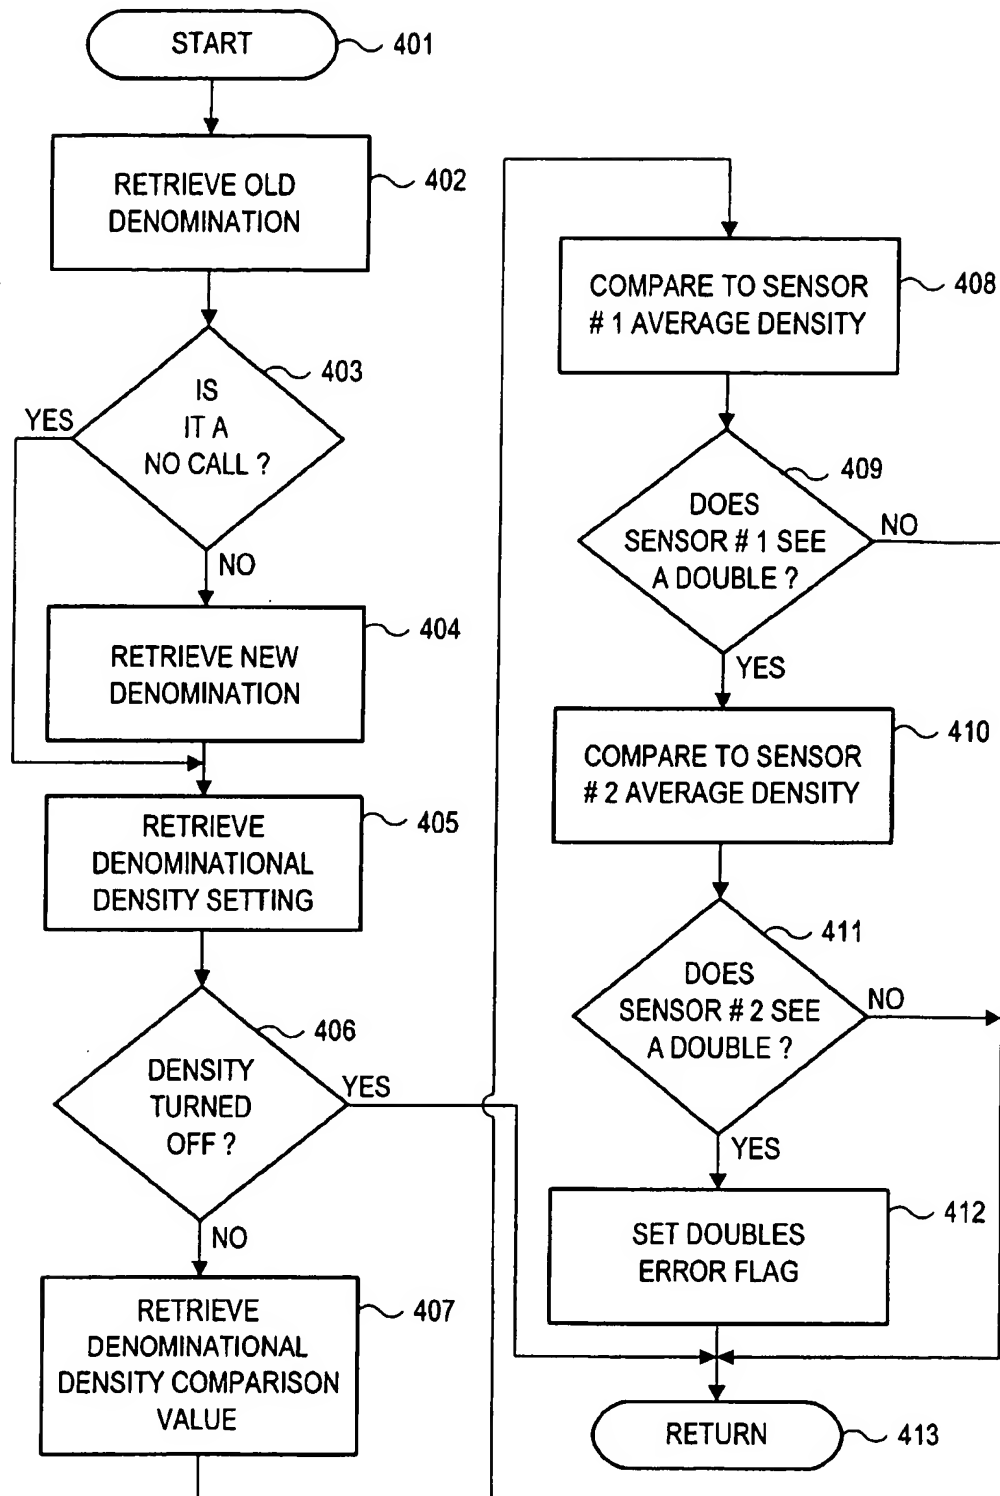 START
401
RETRIEVE OLD
DENOMINATION
402
IS
IT A
NO CALL ?
403
YES
NO
RETRIEVE NEW
DENOMINATION
404
RETRIEVE
DENOMINATIONAL
DENSITY SETTING
405
DENSITY
TURNED
OFF ?
406
YES
NO
RETRIEVE
DENOMINATIONAL
DENSITY COMPARISON
VALUE
407
COMPARE TO SENSOR
# 1 AVERAGE DENSITY
408
DOES
SENSOR # 1 SEE
A DOUBLE ?
409
NO
YES
COMPARE TO SENSOR
# 2 AVERAGE DENSITY
410
DOES
SENSOR # 2 SEE
A DOUBLE ?
411
NO
YES
SET DOUBLES
ERROR FLAG
412
RETURN
413